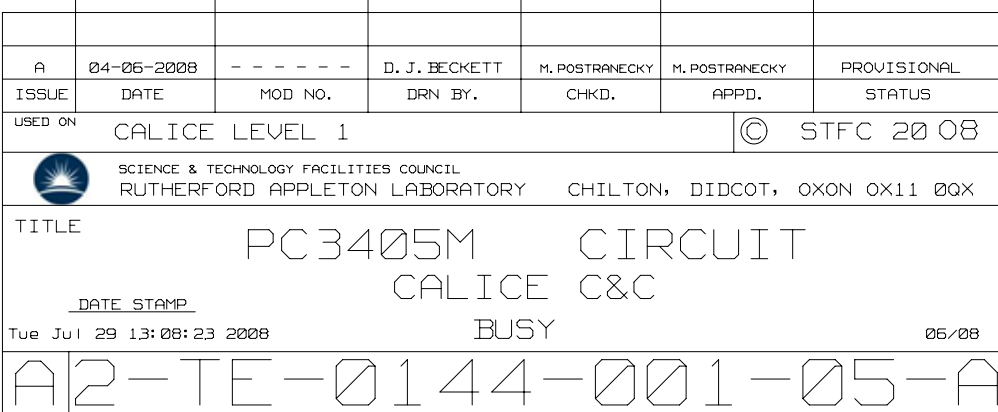 A 04-06-2008 - - - - - - D.J.BECKETT M.POSTRANECKY M.POSTRANECKY PROVISIONAL
ISSUE DATE MOD NO. DRN BY. CHKD. APPD. STATUS
USED ON CALICE LEVEL 1 © STFC 20 08
SCIENCE & TECHNOLOGY FACILITIES COUNCIL
RUTHERFORD APPLETON LABORATORY CHILTON, DIDCOT, OXON OX11 0QX
TITLE
PC3405M CIRCUIT
CALICE C&C
DATE STAMP
BUSY
Tue Jul 29 13:08:23 2008 06/08
A2-TE-0144-001-05-A